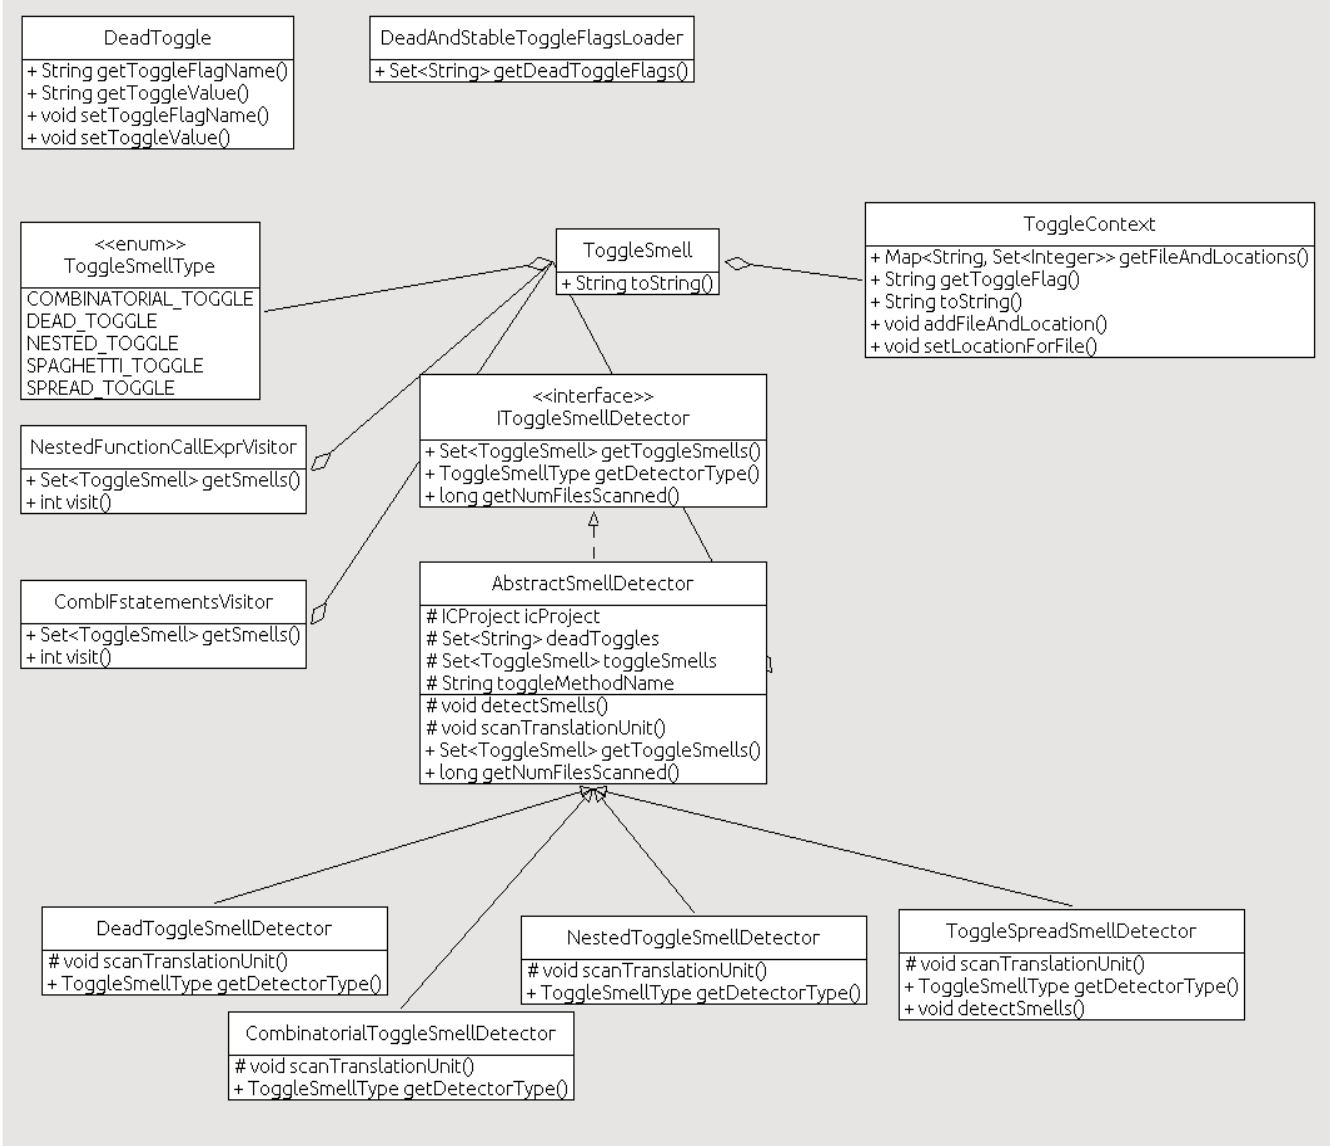 DeadToggle
+ String getToggleFlagName()
+ String getToggleValue()
+ void setToggleFlagName()
+ void setToggleValue()
DeadAndStableToggleFlagsLoader
+ Set<String> getDeadToggleFlags()
<<enum>>
ToggleSmellType
COMBINATORIAL_TOGGLE
DEAD_TOGGLE
NESTED_TOGGLE
SPAGHETTI_TOGGLE
SPREAD_TOGGLE
ToggleSmell
+ String toString()
ToggleContext
+ Map<String, Set<Integer>> getFileAndLocations()
+ String getToggleFlag()
+ String toString()
+ void addFileAndLocation()
+ void setLocationForFile()
NestedFunctionCallExprVisitor
+ Set<ToggleSmell> getSmells()
+ int visit()
<<interface>>
IToggleSmellDetector
+ Set<ToggleSmell> getToggleSmells()
+ ToggleSmellType getDetectorType()
+ long getNumFilesScanned()
CombIFstatementsVisitor
+ Set<ToggleSmell> getSmells()
+ int visit()
AbstractSmellDetector
# ICProject icProject
# Set<String> deadToggles
# Set<ToggleSmell> toggleSmells
# String toggleMethodName
# void detectSmells()
# void scanTranslationUnit()
+ Set<ToggleSmell> getToggleSmells()
+ long getNumFilesScanned()
DeadToggleSmellDetector
# void scanTranslationUnit()
+ ToggleSmellType getDetectorType()
CombinatorialToggleSmellDetector
# void scanTranslationUnit()
+ ToggleSmellType getDetectorType()
NestedToggleSmellDetector
# void scanTranslationUnit()
+ ToggleSmellType getDetectorType()
ToggleSpreadSmellDetector
# void scanTranslationUnit()
+ ToggleSmellType getDetectorType()
+ void detectSmells()